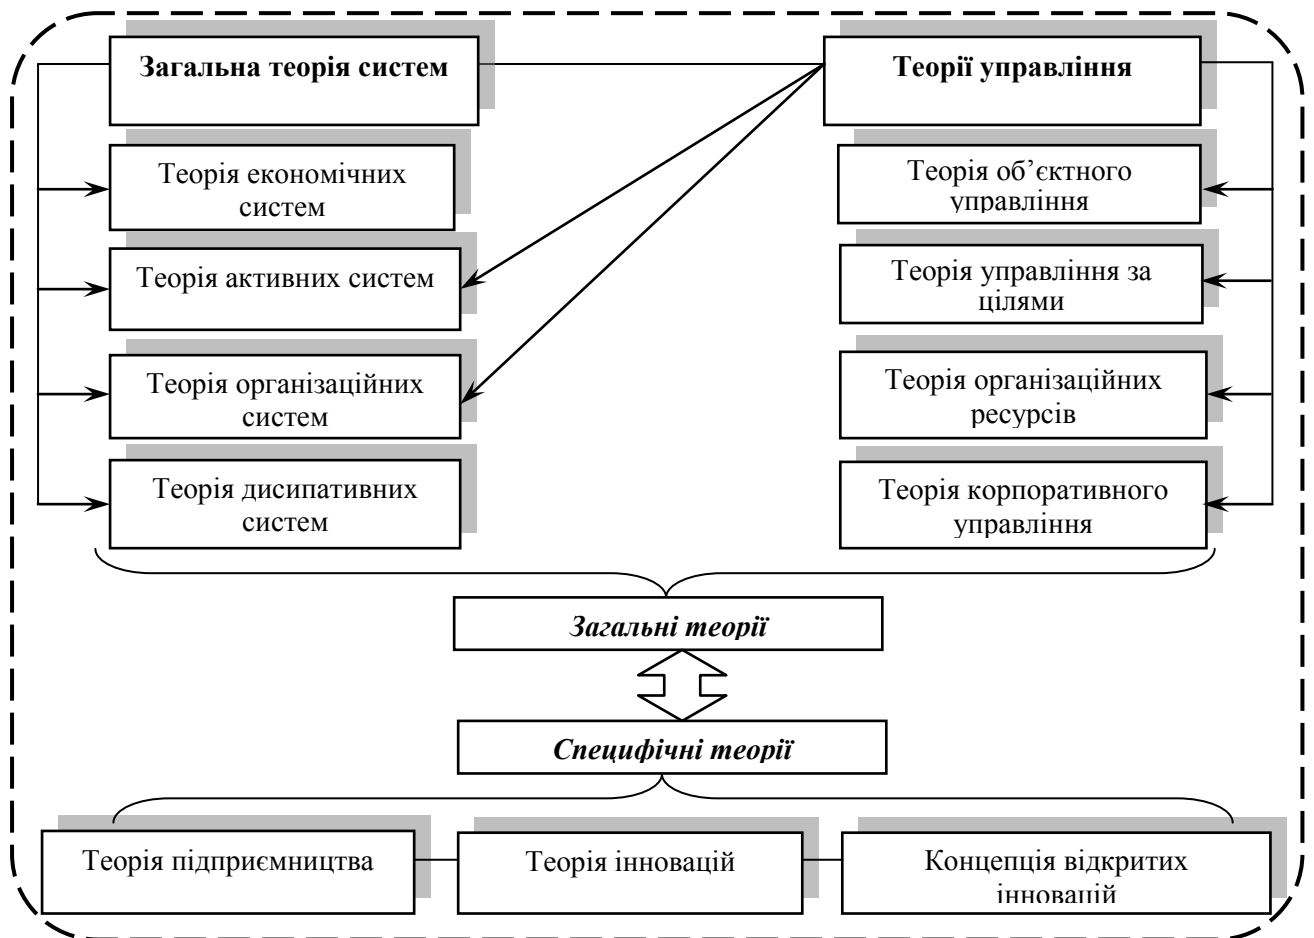 Загальна теорія систем
Теорія економічних
систем
Теорія активних систем
Теорія організаційних
систем
Теорія дисипативних
систем
Теорії управління
Теорія об’єктного
управління
Теорія управління за
цілями
Теорія організаційних
ресурсів
Теорія корпоративного
управління
Загальні теорії
Специфічні теорії
Теорія підприємництва
Теорія інновацій
Концепція відкритих
інновацій